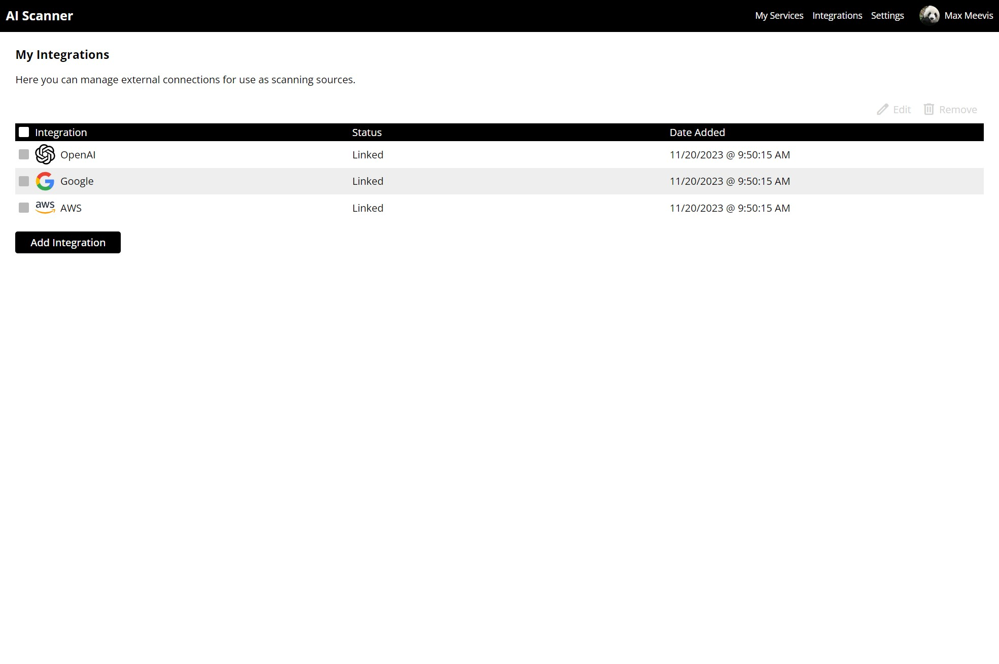 AI Scanner
My Services Integrations Settings Max Meevis
My Integrations
Here you can manage external connections for use as scanning sources.
Edit Remove
Integration Status Date Added
OpenAI Linked 11/20/2023 @ 9:50:15 AM
Google Linked 11/20/2023 @ 9:50:15 AM
aws AWS Linked 11/20/2023 @ 9:50:15 AM
Add Integration